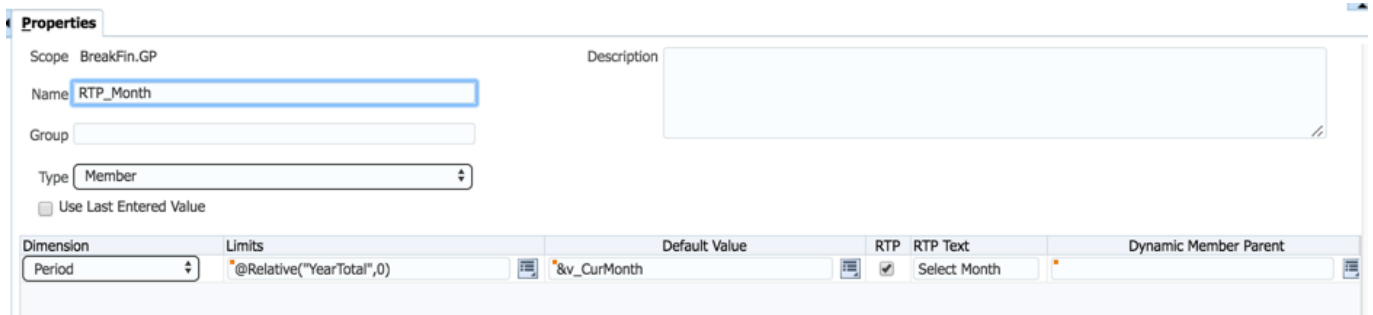 Properties
Scope BreakFin.GP Description
Name RTP_Month
Group
Type Member
Use Last Entered Value
Dimension Limits Default Value RTP RTP Text Dynamic Member Parent
Period @Relative("YearTotal",0) &v_CurMonth Select Month